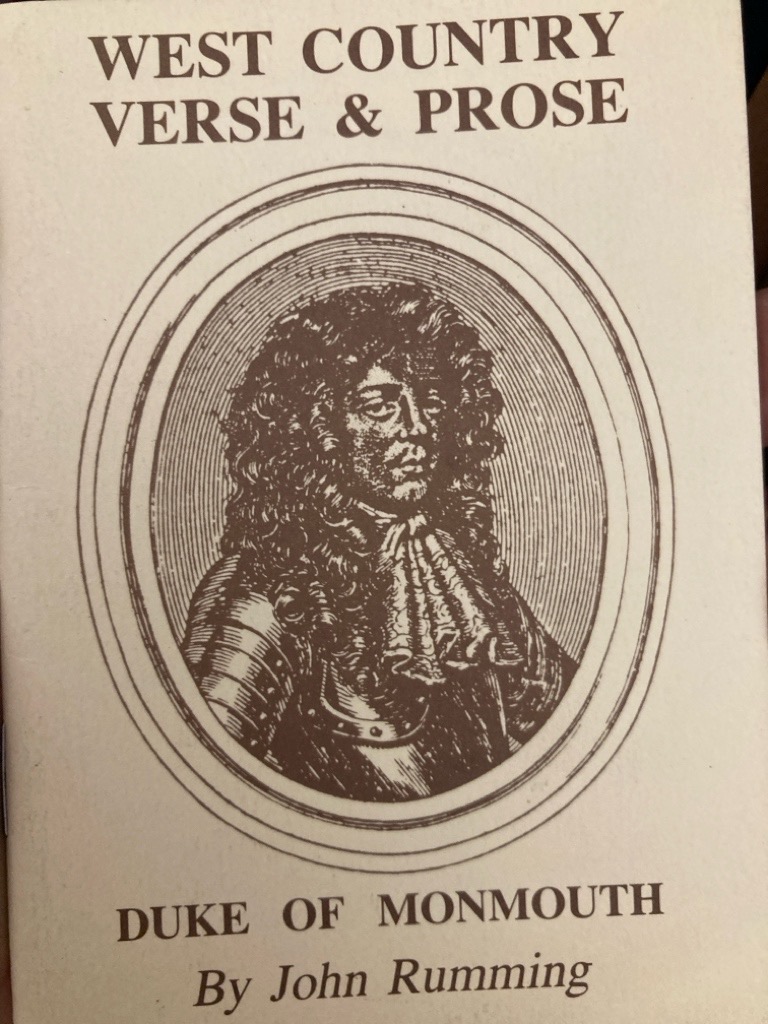 WEST COUNTRY
VERSE & PROSE
DUKE OF MONMOUTH
By John Rumming